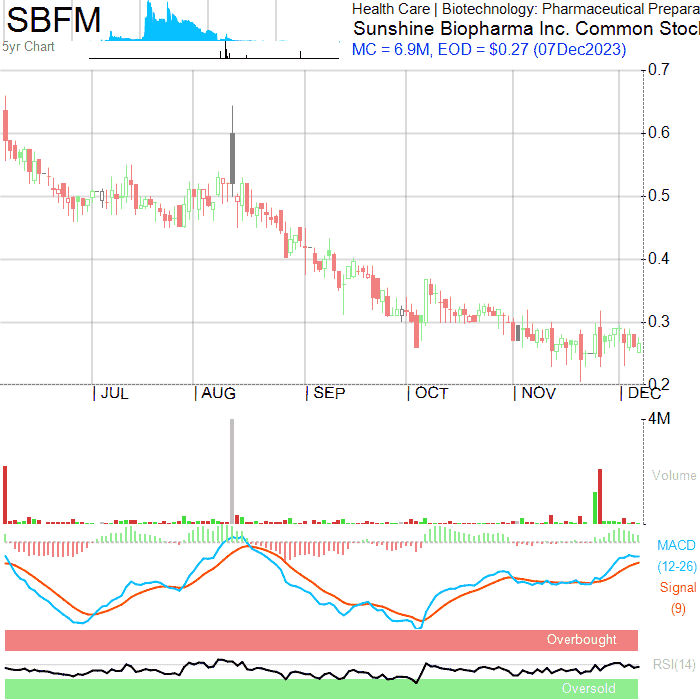 SBFM
5yr Chart
Health Care | Biotechnology: Pharmaceutical Prepara
Sunshine Biopharma Inc. Common Stoc
MC = 6.9M, EOD = $0.27 (07Dec2023)
0.7
0.6
0.5
0.4
0.3
0.2
JUL AUG SEP OCT NOV DEC
4M
Volume
MACD
(12-26)
Signal
(9)
Overbought
RSI(14)
Oversold